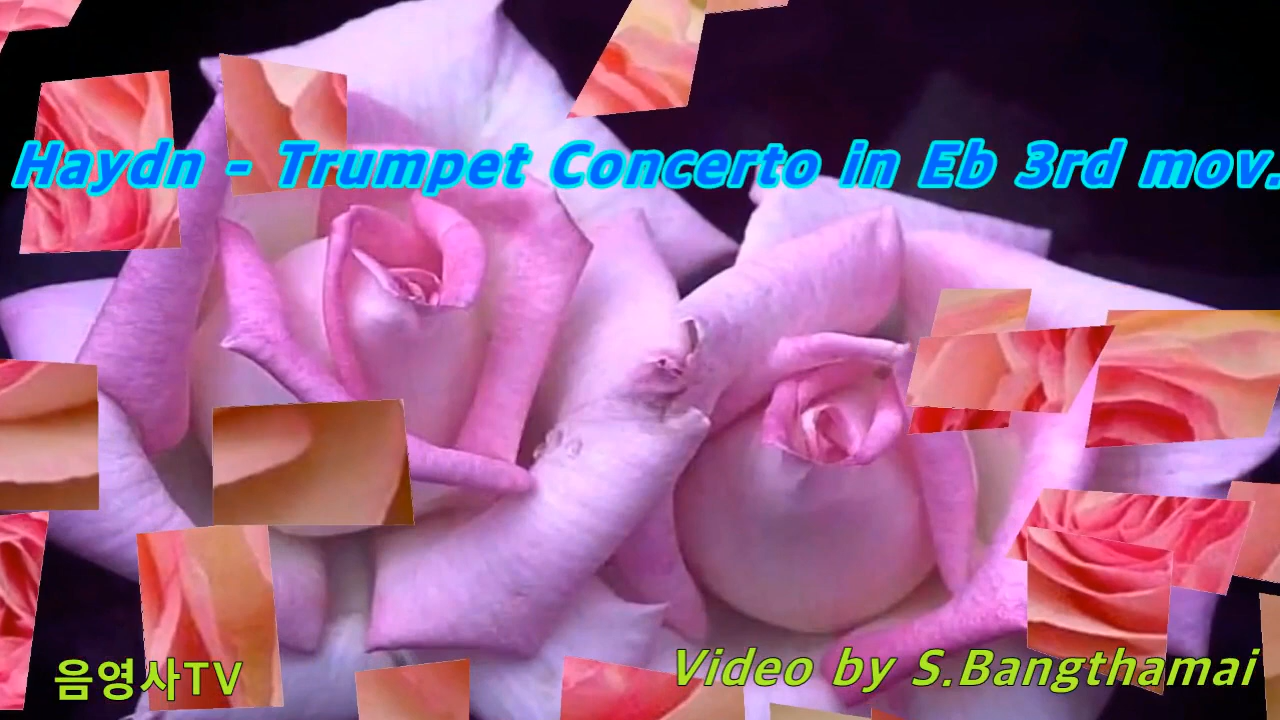 Haydn - Trumpet Concerto in Eb 3rd mov.
음영사TV
Video by S.Bangthamai